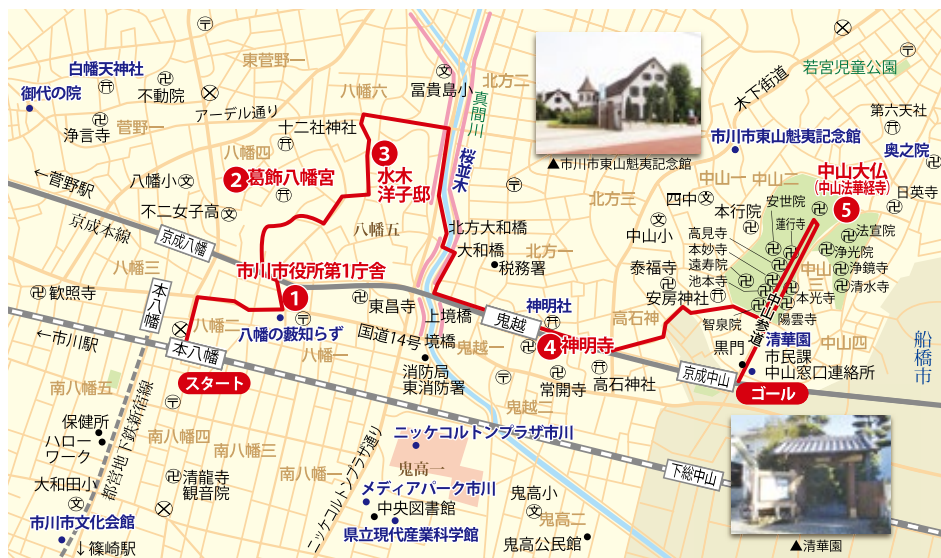 白幡天神社
御代の院
不動院
浄言寺
菅野一
東菅野一
アーデル通り
八幡六
冨貴島小
北方二
真間川
桜並木
十二社神社
八幡四
八幡小
2 葛飾八幡宮
3 水木
洋子邸
不二女子高
←菅野駅
京成本線
京成八幡
八幡五
八幡三
市川市役所第1庁舎
1
八幡の藪知らず
歓照寺
本八幡
八幡二
←市川駅
本八幡
スタート
八幡一
東昌寺
国道14号
上境橋
境橋
消防局
東消防署
北方大和橋
大和橋
税務署
北方一
鬼越
鬼越一
鬼越二
神明社
4 神明寺
常開寺
高石神社
高石神
▲市川市東山魁夷記念館
木下街道
若宮児童公園
第六天社
奥之院
市川市東山魁夷記念館
中山一
中山二
北方三
四中
中山小
本行院
泰福寺
安房神社
安世院
蓮行寺
高見寺
本妙寺
遠寿院
池本寺
智泉院
中山大仏
(中山法華経寺)
5
日英寺
法宣院
浄光院
浄鏡寺
清水寺
中山三
本光寺
陽雲寺
中山参道
中山四
黒門
清華園
市民課
中山窓口連絡所
京成中山
ゴール
船橋市
▲清華園
下総中山
南八幡五
都営地下鉄新宿線
保健所
ハロー
ワーク
大和田小
市川市文化会館
↓篠崎駅
南八幡四
南八幡三
清龍寺
観音院
南八幡一
ニッケコルトンプラザ通り
ニッケコルトンプラザ市川
鬼高一
メディアパーク市川
中央図書館
県立現代産業科学館
鬼高小
鬼高二
鬼高公民館